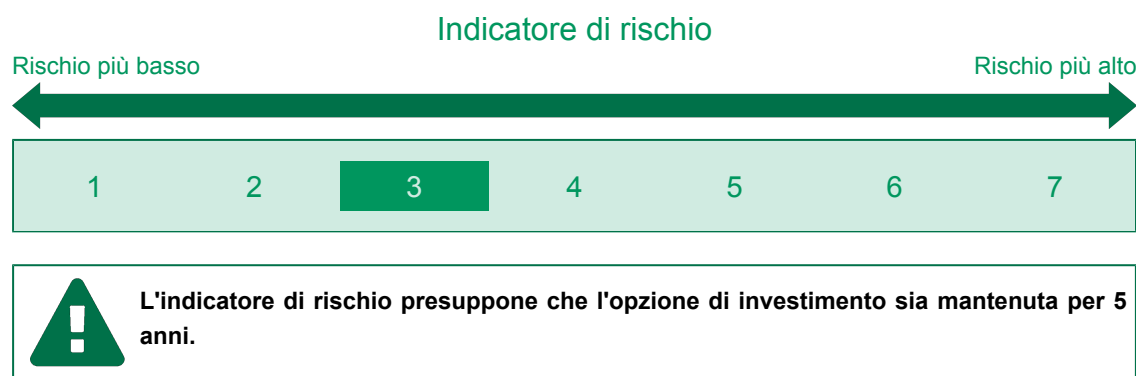 Indicatore di rischio
Rischio più basso
Rischio più alto
1 2 3 4 5 6 7
L'indicatore di rischio presuppone che l'opzione di investimento sia mantenuta per 5
anni.